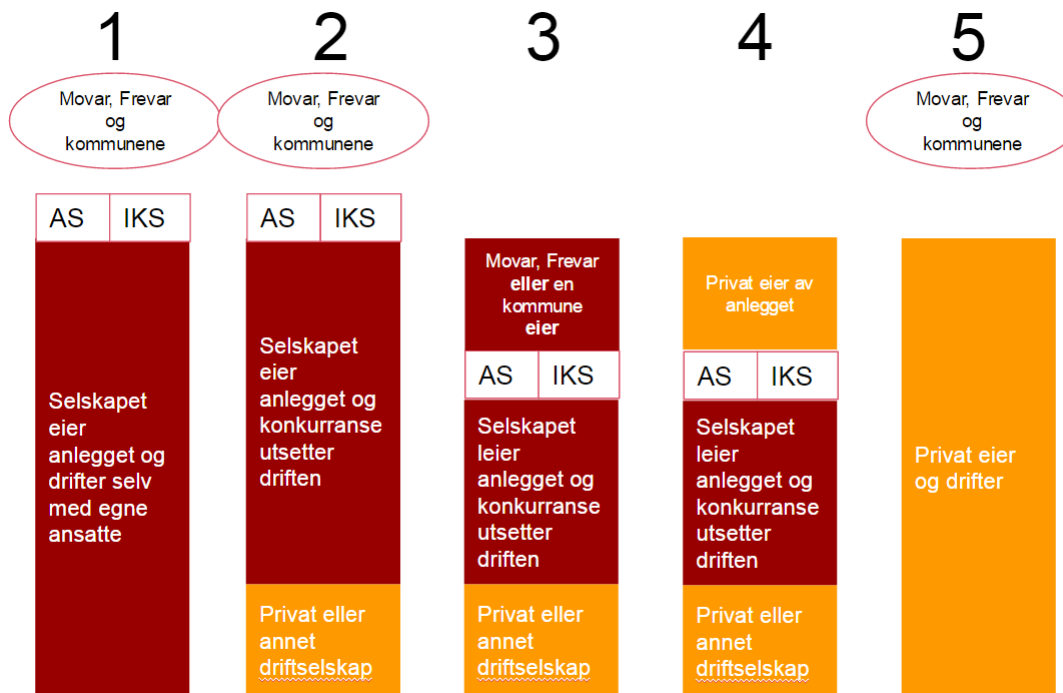 1
2
3
4
5
Movar, Frevar
og
kommunene
Movar, Frevar
og
kommunene
Movar, Frevar
og
kommunene
AS
IKS
Selskapet
eier
anlegget og
drifter selv
med egne
ansatte
AS
IKS
Selskapet
eier
anlegget og
konkurranse
utsetter
driften
Privat eller
annet
driftselskap
Movar, Frevar
eller en
kommune
eier
AS
IKS
Selskapet
leier
anlegget og
konkurranse
utsetter
driften
Privat eller
annet
driftselskap
Privat eier av
anlegget
AS
IKS
Selskapet
leier
anlegget og
konkurranse
utsetter
driften
Privat eller
annet
driftselskap
Privat eier
og drifter